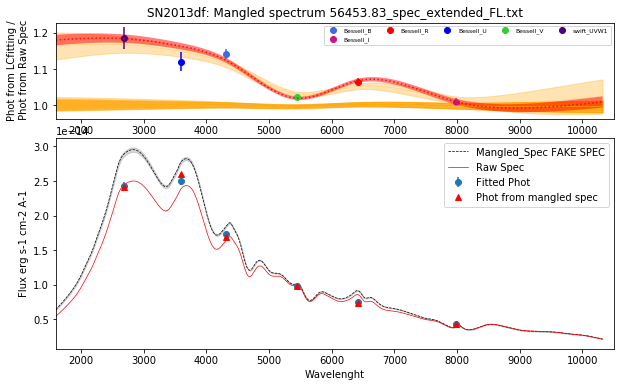 SN2013df: Mangled spectrum 56453.83_spec_extended_FL.txt
Phot from LCfitting /
Phot from Raw Spec
1.2
1.1
1.0
Bessell_B
Bessell_I
Bessell_R
Bessell_U
Bessell_V
swift_UVW1
2000 3000 4000 5000 6000 7000 8000 9000 10000
Flux erg s-1 cm-2 A-1
3.0
2.5
2.0
1.5
1.0
0.5
Mangled_Spec FAKE SPEC
Raw Spec
Fitted Phot
Phot from mangled spec
2000 3000 4000 5000 6000 7000 8000 9000 10000
Wavelenght